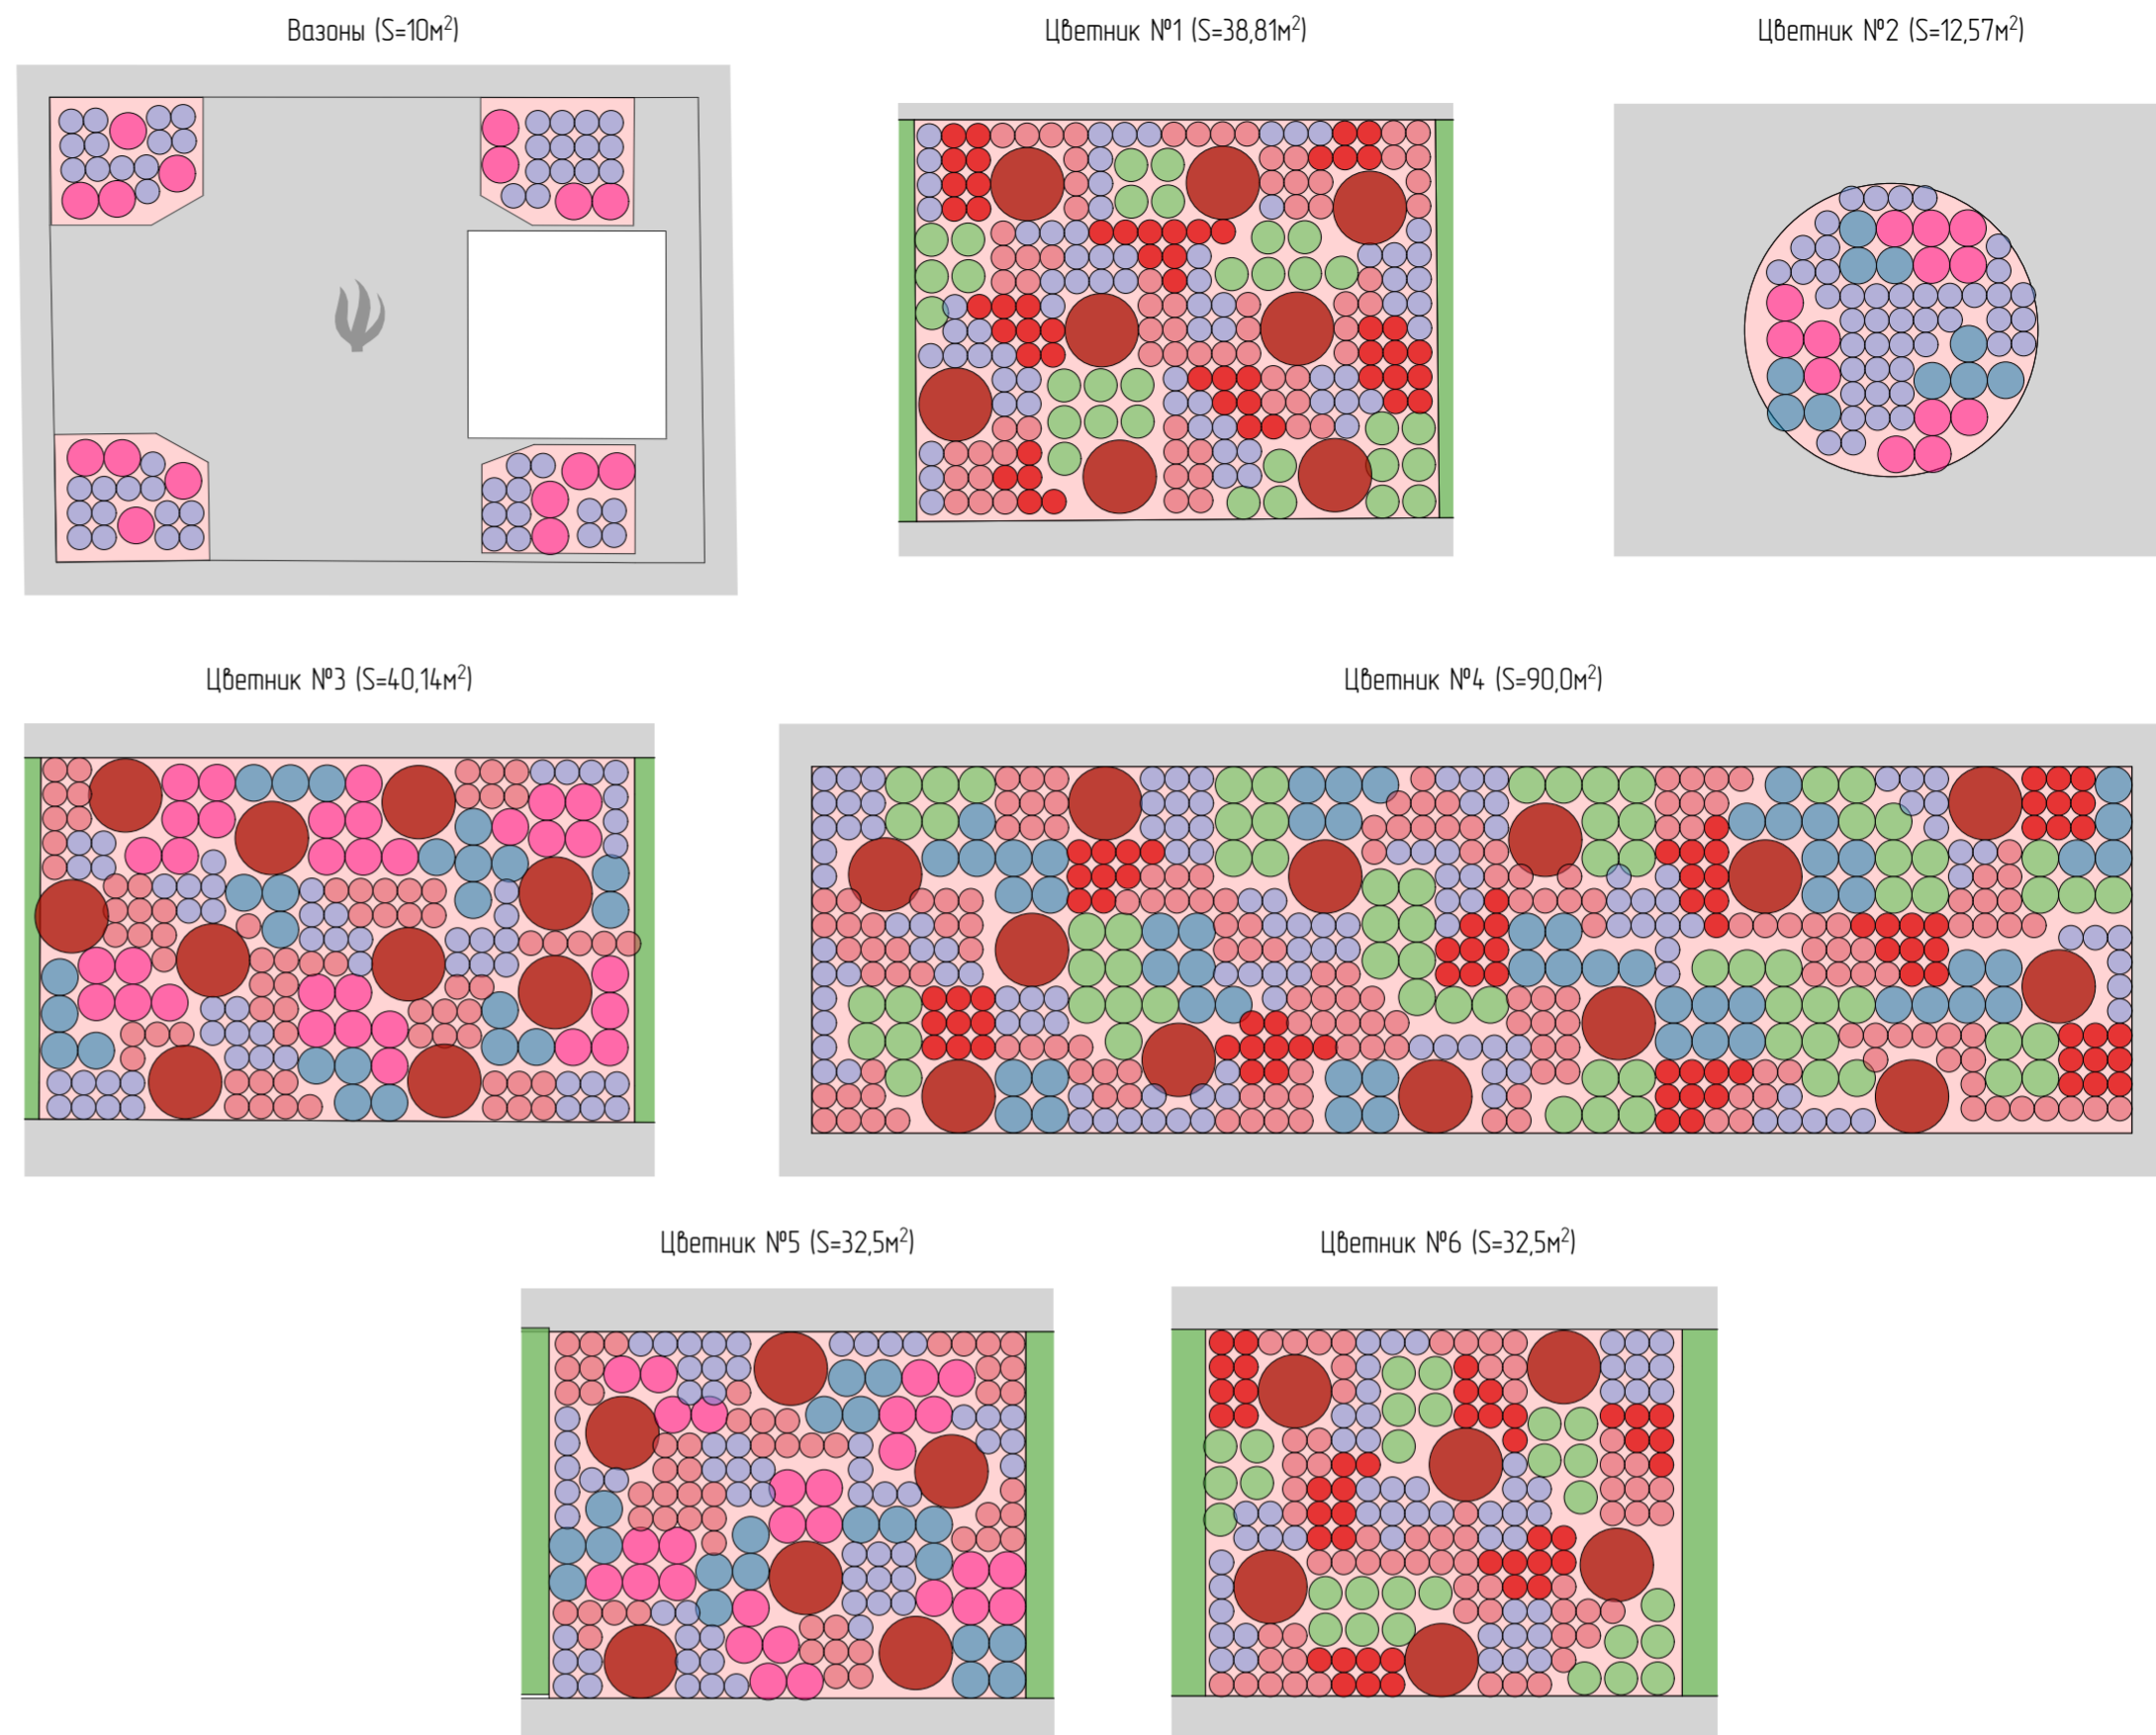 Вазоны (S=10м²)
Цветник №1 (S=38,81м²)
Цветник №2 (S=12,57м²)
Цветник №3 (S=40,14м²)
Цветник №4 (S=90,0м²)
Цветник №5 (S=32,5м²)
Цветник №6 (S=32,5м²)